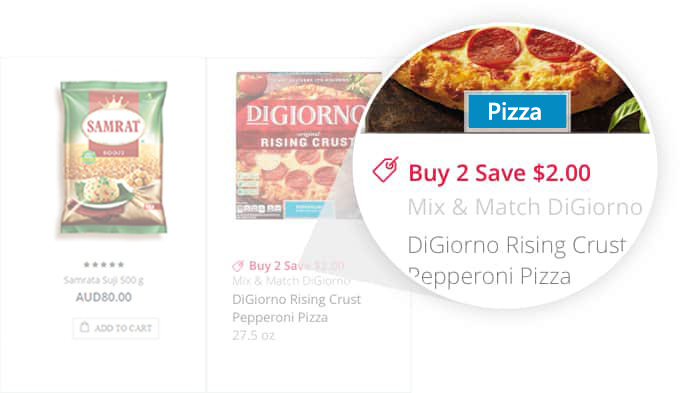 SAMRAT
SOOJI
Samrata Suji 500 g
AUD80.00
ADD TO CART
DIGIORNO
original
RISING CRUST
Buy 2 Save $2.00
Mix & Match DiGiorno
DiGiorno Rising Crust
Pepperoni Pizza
27.5 oz
Pizza
Buy 2 Save $2.00
Mix & Match DiGiorno
DiGiorno Rising Crust
Pepperoni Pizza